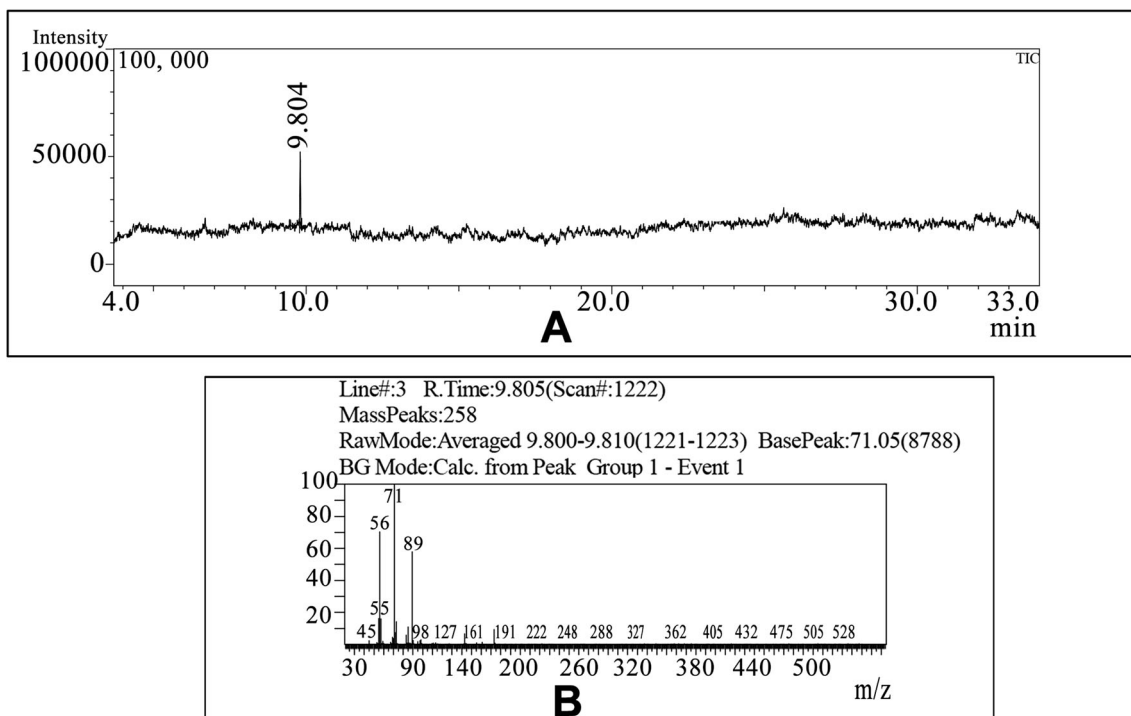 Intensity
100000 100, 000 TIC
9.804
50000
0
4.0 10.0 20.0 30.0 33.0
min
A
Line#:3 R.Time:9.805(Scan#:1222)
MassPeaks:258
RawMode:Averaged 9.800-9.810(1221-1223) BasePeak:71.05(8788)
BG Mode:Calc. from Peak Group 1 - Event 1
100
71
80
56
60
89
40
20
55
45 98 127 161 191 222 248 288 327 362 405 432 475 505 528
30 90 140 200 260 320 380 440 500
m/z
B